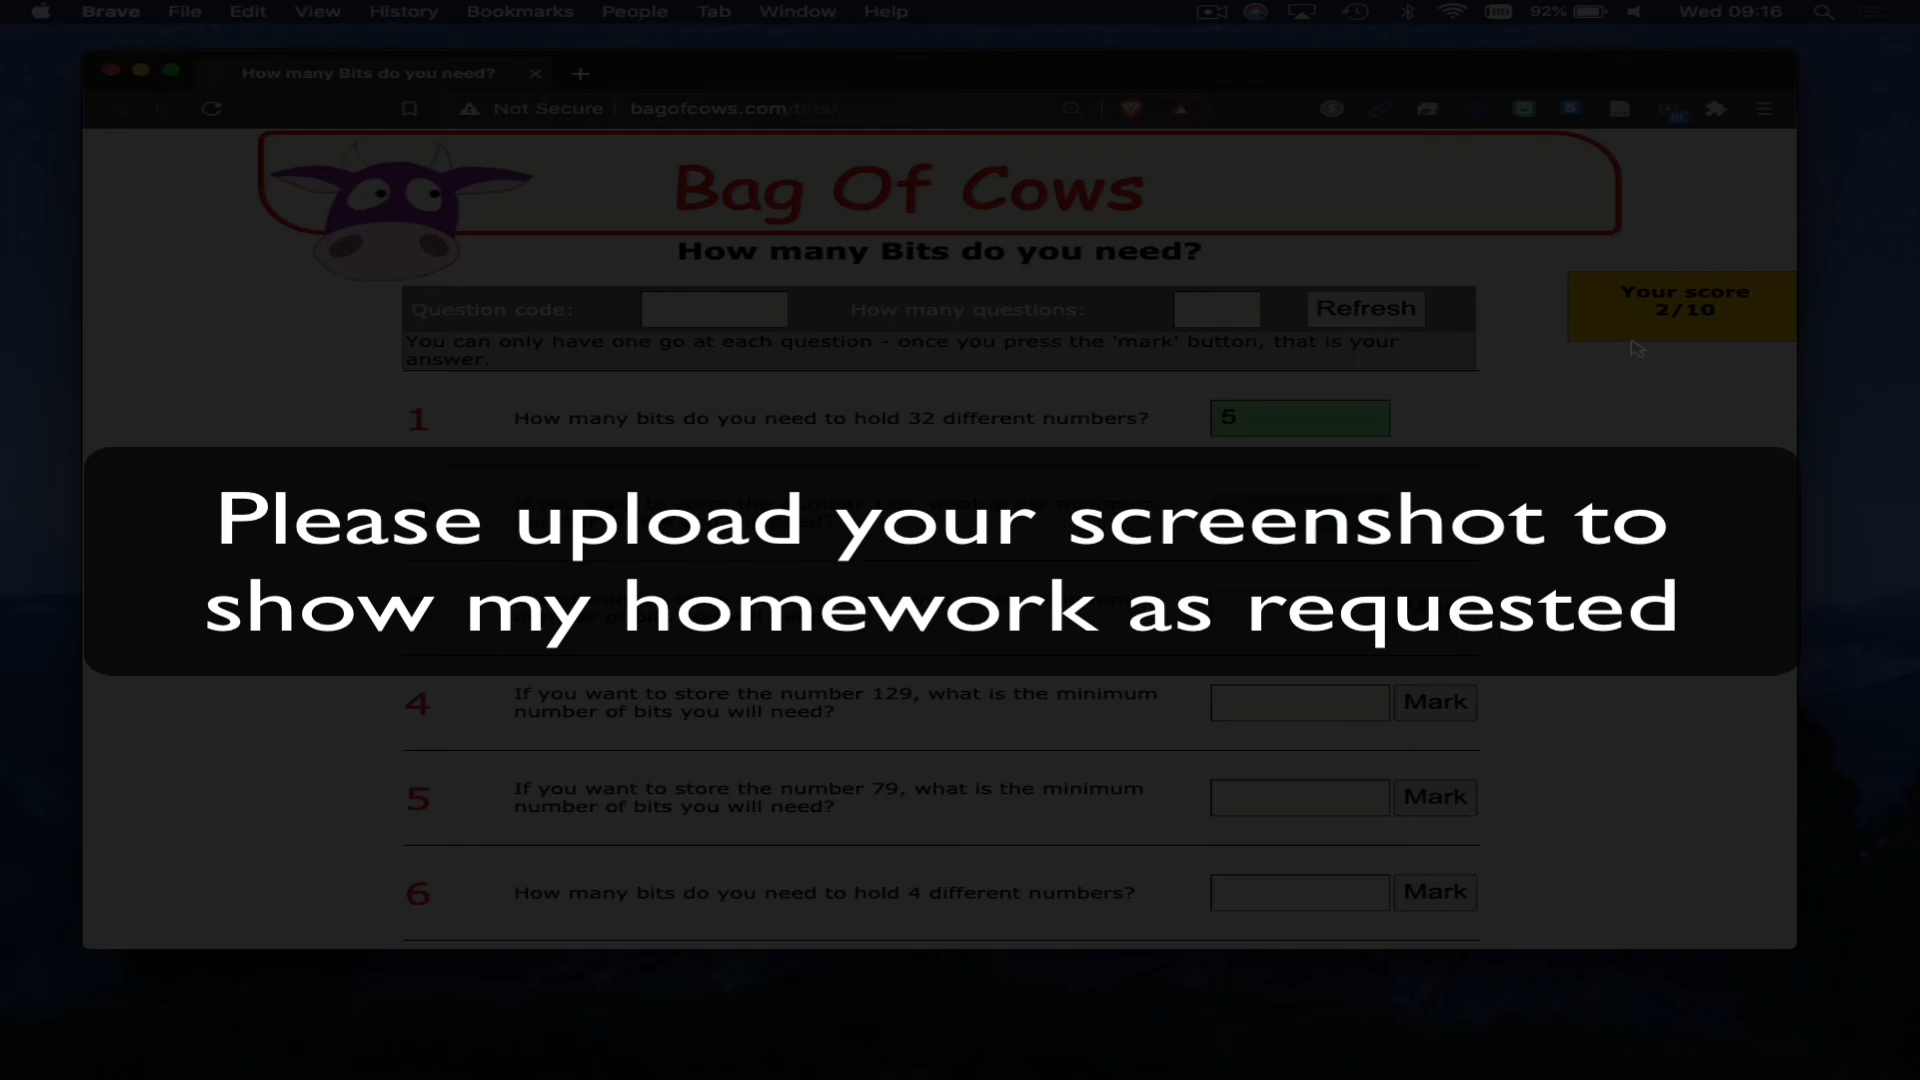 Brave File Edit View History Bookmarks People Tab Window Help 92% Wed 09:16
How many Bits do you need?
Not Secure bagofcows.com/bits/
Bag Of Cows
How many Bits do you need?
Question code: How many questions: Refresh
Your score
2/10
You can only have one go at each question - once you press the 'mark' button, that is your
answer.
1 How many bits do you need to hold 32 different numbers? 5
Please upload your screenshot to
show my homework as requested
4 If you want to store the number 129, what is the minimum
number of bits you will need? Mark
5 If you want to store the number 79, what is the minimum
number of bits you will need? Mark
6 How many bits do you need to hold 4 different numbers? Mark